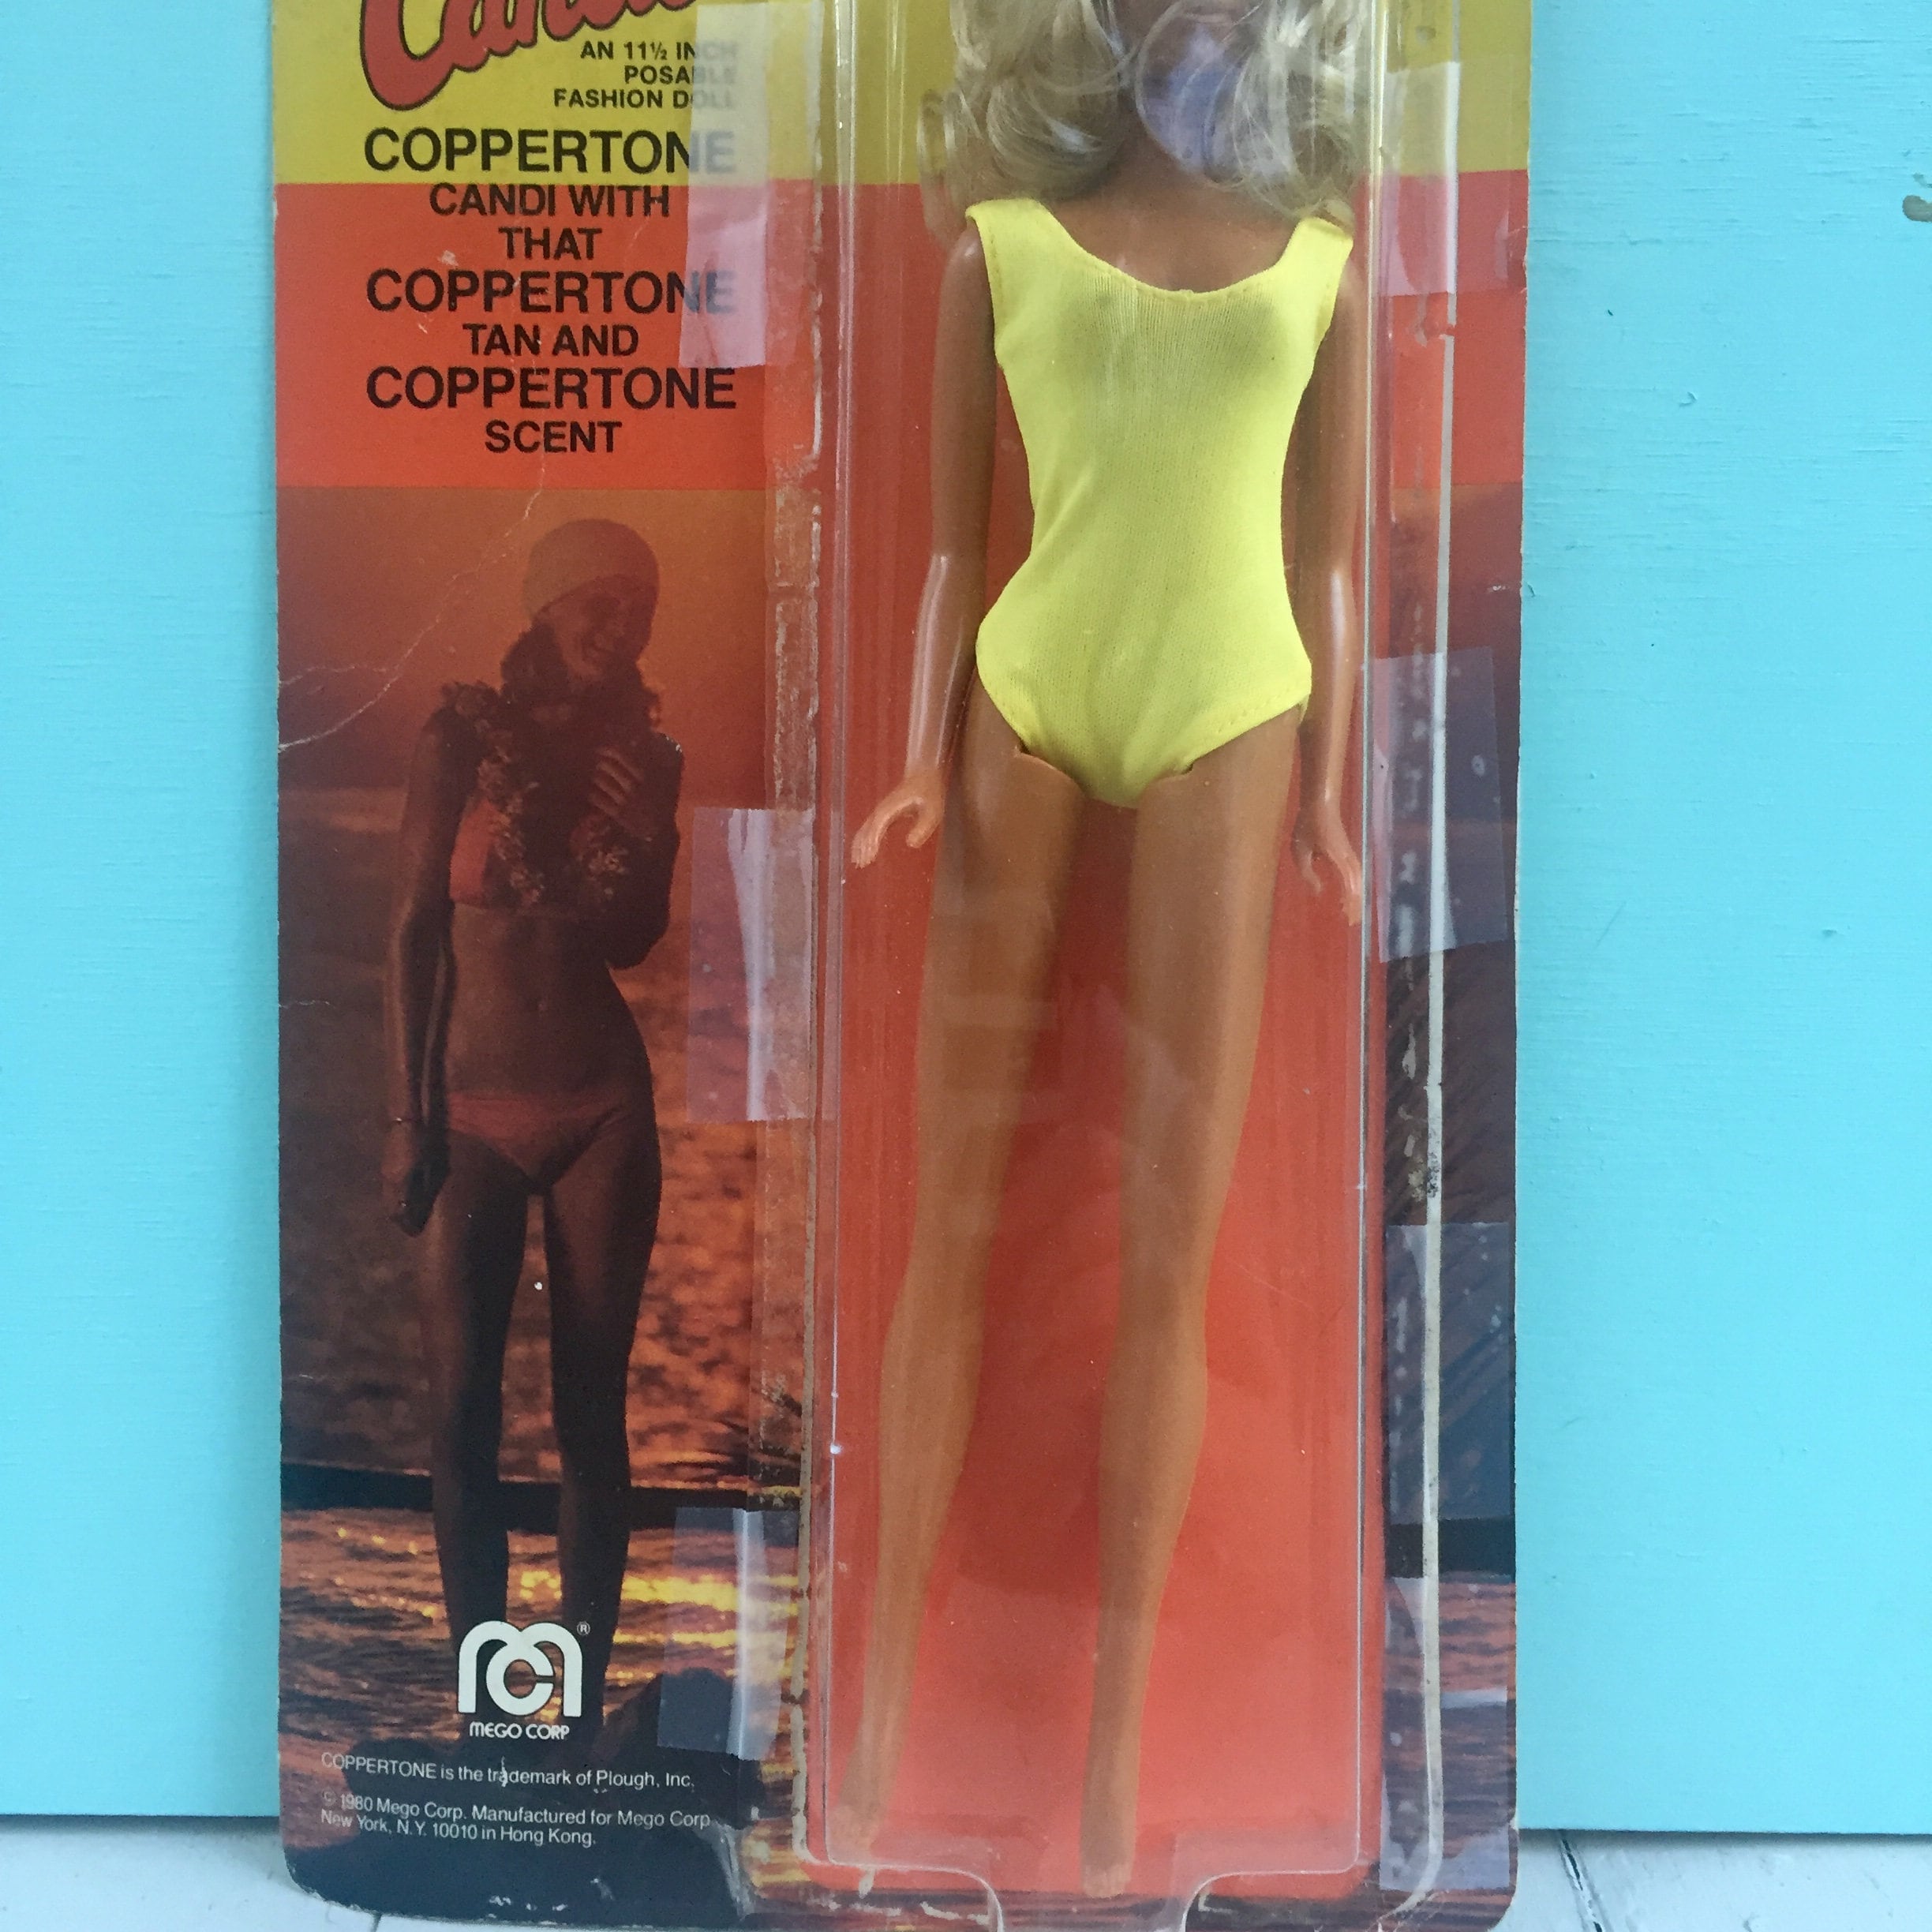 Candi
AN 11½ INCH
POSABLE
FASHION DOLL
COPPERTONE
CANDI WITH
THAT
COPPERTONE
TAN AND
COPPERTONE
SCENT
®
MEGO CORP
COPPERTONE is the trademark of Plough, Inc.
© 1980 Mego Corp. Manufactured for Mego Corp
New York, N.Y. 10010 in Hong Kong.